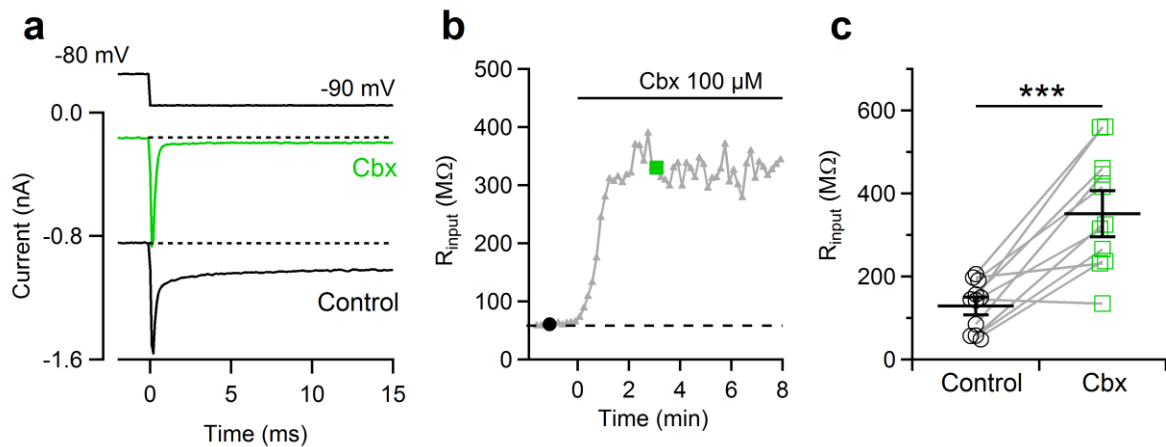 a
-80 mV
-90 mV
0.0
-0.8
-1.6
Current (nA)
Cbx
Control
0
5
10
15
Time (ms)
b
500
400
300
200
100
0
R_input (MΩ)
Cbx 100 µM
0
2
4
6
8
Time (min)
c
600
400
200
0
R_input (MΩ)
***
Control
Cbx